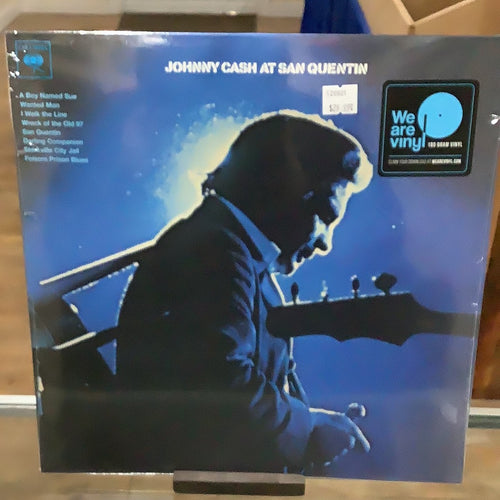 COLUMBIA
JOHNNY CASH AT SAN QUENTIN
A Boy Named Sue
Wanted Man
I Walk the Line
Wreck of the Old 97
San Quentin
Darling Companion
Starkville City Jail
Folsom Prison Blues
We
are
vinyl
180 GRAM VINYL